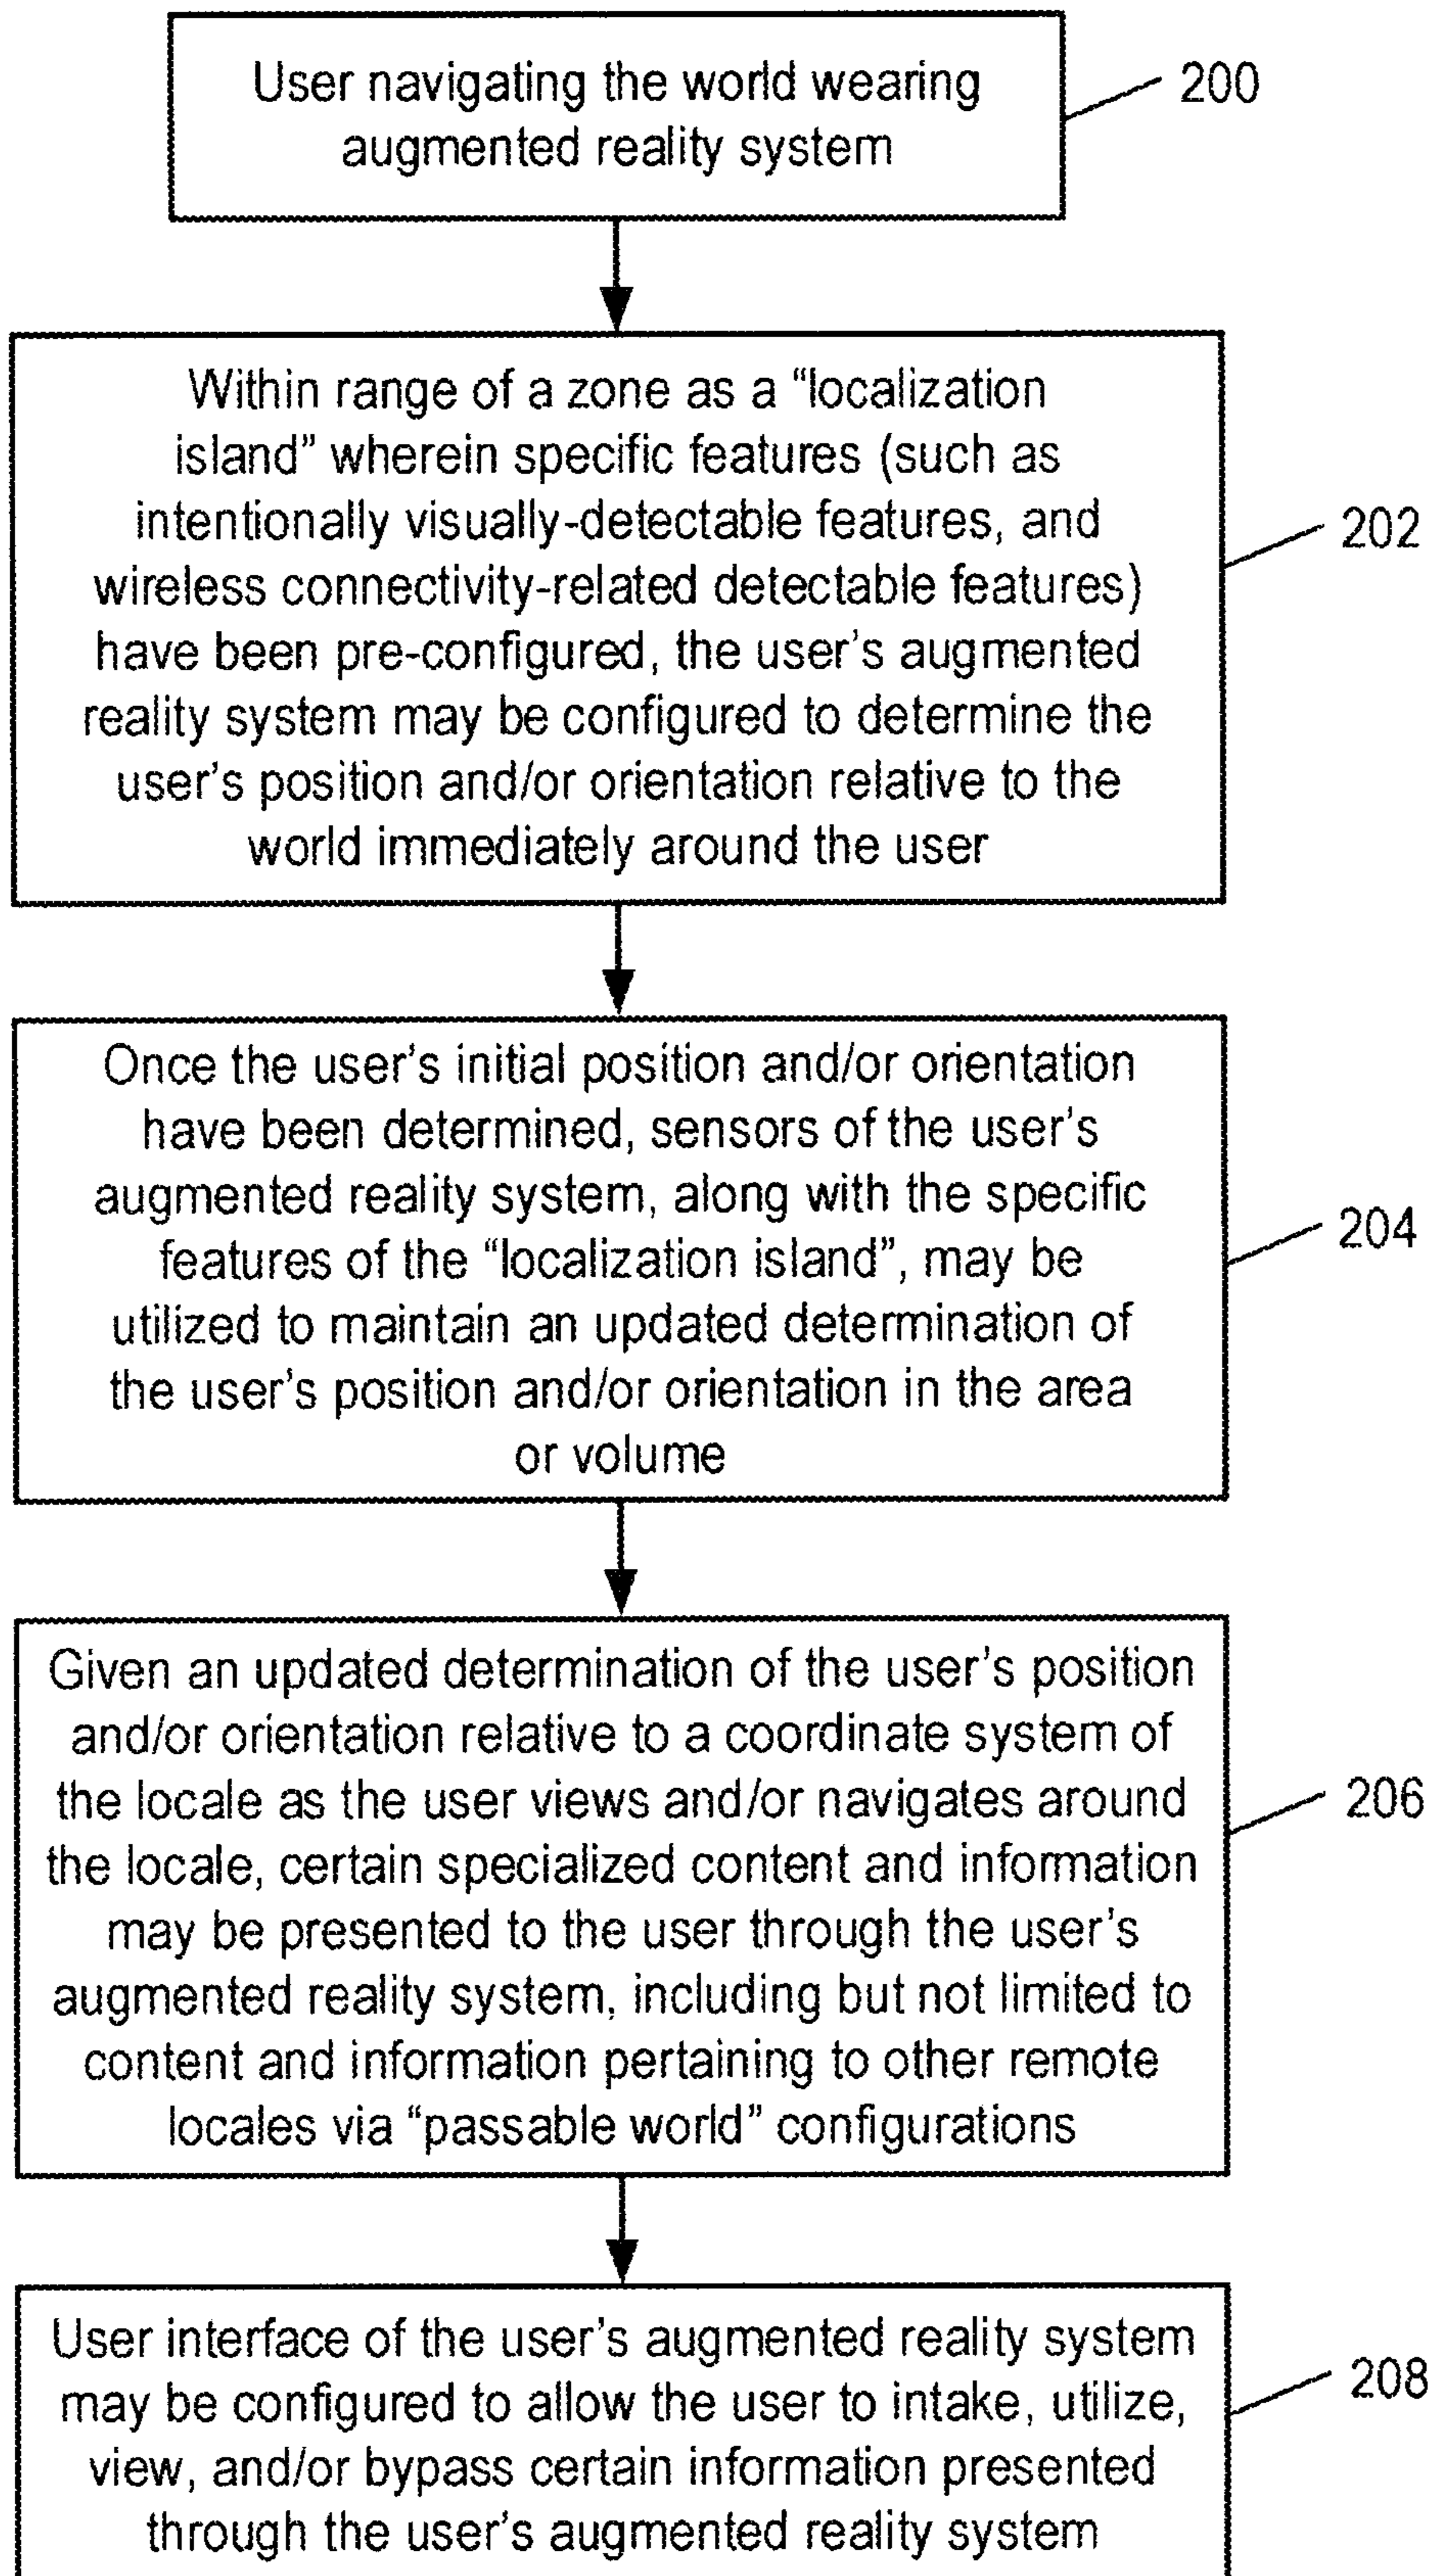 User navigating the world wearing
augmented reality system
200
Within range of a zone as a “localization
island” wherein specific features (such as
intentionally visually-detectable features, and
wireless connectivity-related detectable features)
have been pre-configured, the user’s augmented
reality system may be configured to determine the
user’s position and/or orientation relative to the
world immediately around the user
202
Once the user’s initial position and/or orientation
have been determined, sensors of the user’s
augmented reality system, along with the specific
features of the “localization island”, may be
utilized to maintain an updated determination of
the user’s position and/or orientation in the area
or volume
204
Given an updated determination of the user’s position
and/or orientation relative to a coordinate system of
the locale as the user views and/or navigates around
the locale, certain specialized content and information
may be presented to the user through the user’s
augmented reality system, including but not limited to
content and information pertaining to other remote
locales via “passable world” configurations
206
User interface of the user’s augmented reality system
may be configured to allow the user to intake, utilize,
view, and/or bypass certain information presented
through the user’s augmented reality system
208